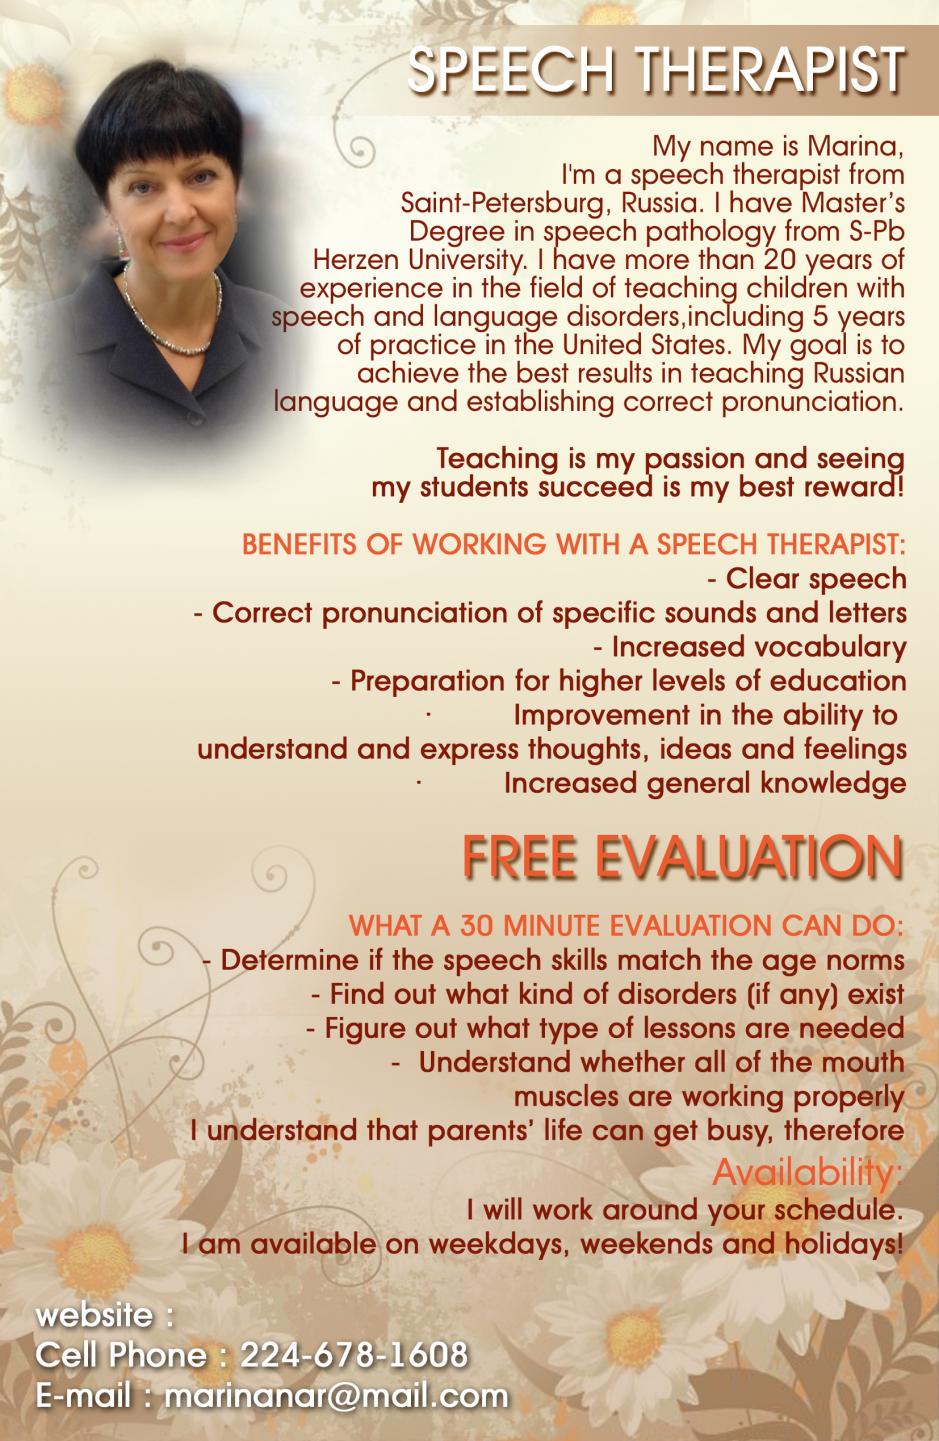 SPEECH THERAPIST
My name is Marina,
I'm a speech therapist from
Saint-Petersburg, Russia. I have Master's
Degree in speech pathology from S-Pb
Herzen University. I have more than 20 years of
experience in the field of teaching children with
speech and language disorders,including 5 years
of practice in the United States. My goal is to
achieve the best results in teaching Russian
language and establishing correct pronunciation.
Teaching is my passion and seeing
my students succeed is my best reward!
BENEFITS OF WORKING WITH A SPEECH THERAPIST:
- Clear speech
- Correct pronunciation of specific sounds and letters
- Increased vocabulary
- Preparation for higher levels of education
· Improvement in the ability to
understand and express thoughts, ideas and feelings
· Increased general knowledge
FREE EVALUATION
WHAT A 30 MINUTE EVALUATION CAN DO:
- Determine if the speech skills match the age norms
- Find out what kind of disorders (if any) exist
- Figure out what type of lessons are needed
- Understand whether all of the mouth
muscles are working properly
I understand that parents' life can get busy, therefore
Availability:
I will work around your schedule.
I am available on weekdays, weekends and holidays!
website :
Cell Phone : 224-678-1608
E-mail : marinanar@mail.com